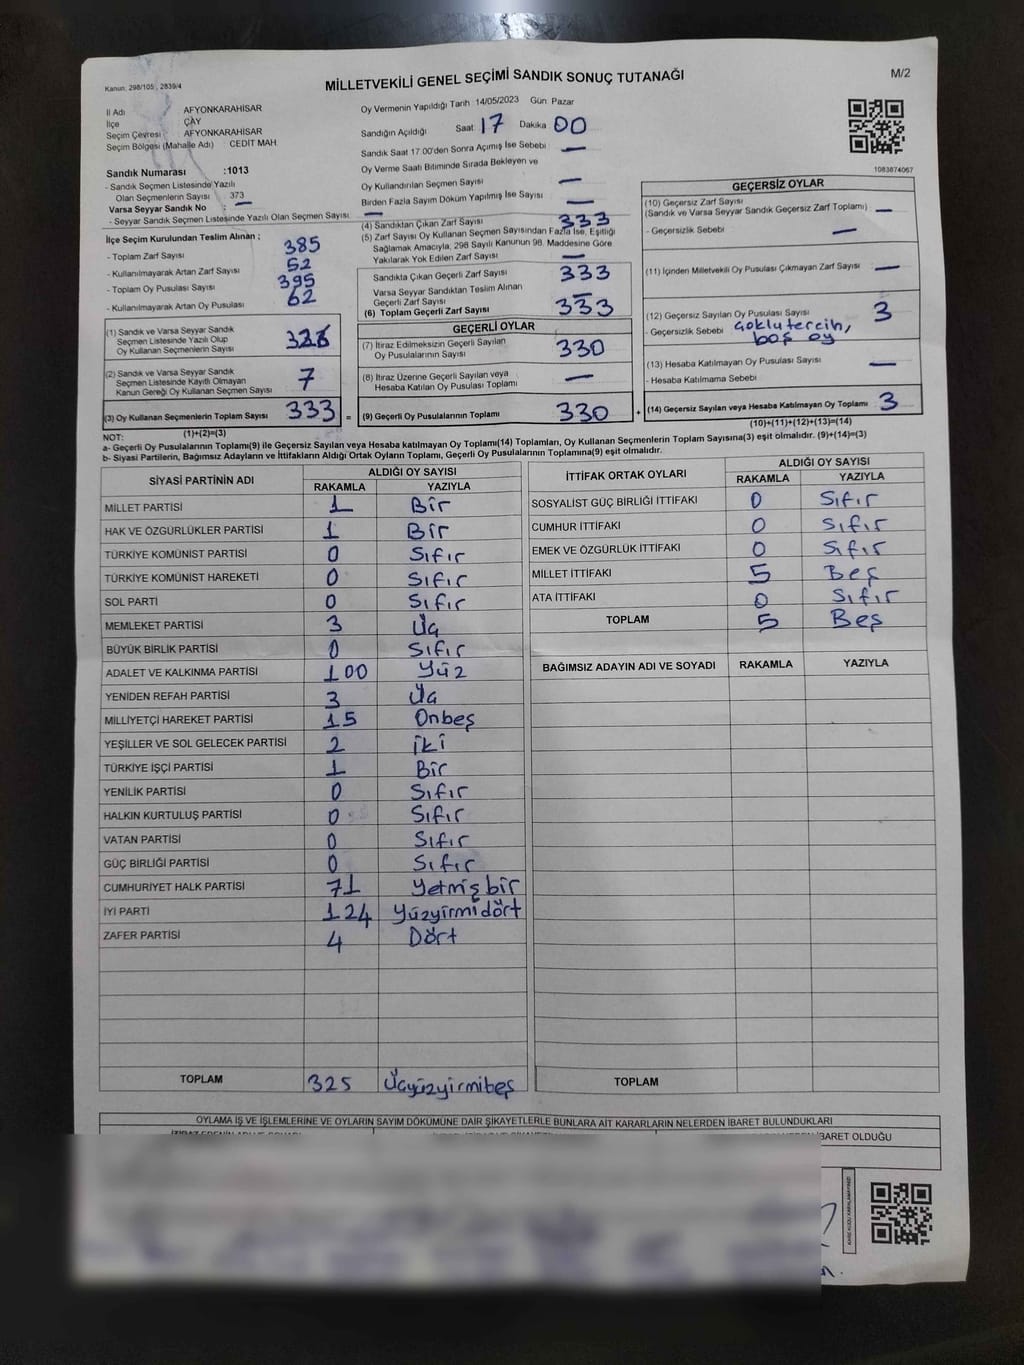 Kanun: 298/105 , 2839/4
MİLLETVEKİLİ GENEL SEÇİMİ SANDIK SONUÇ TUTANAĞI
M/2
İl Adı AFYONKARAHİSAR
İlçe ÇAY
Seçim Çevresi AFYONKARAHİSAR
Seçim Bölgesi (Mahalle Adı) CEDİT MAH
Sandık Numarası :1013
- Sandık Seçmen Listesinde Yazılı
Olan Seçmenlerin Sayısı 373
Varsa Seyyar Sandık No : —
- Seyyar Sandık Seçmen Listesinde Yazılı Olan Seçmen Sayısı —
İlçe Seçim Kurulundan Teslim Alınan ;
- Toplam Zarf Sayısı 385
- Kullanılmayarak Artan Zarf Sayısı 52
- Toplam Oy Pusulası Sayısı 395
- Kullanılmayarak Artan Oy Pusulası 62
(1) Sandık ve Varsa Seyyar Sandık
Seçmen Listesinde Yazılı Olup
Oy Kullanan Seçmenlerin Sayısı 326
(2) Sandık ve Varsa Seyyar Sandık
Seçmen Listesinde Kayıtlı Olmayan
Kanun Gereği Oy Kullanan Seçmen Sayısı 7
(3) Oy Kullanan Seçmenlerin Toplam Sayısı 333 =
(1)+(2)=(3)
Oy Vermenin Yapıldığı Tarih 14/05/2023 Gün Pazar
Sandığın Açıldığı Saat 17 Dakika 00
Sandık Saat 17.00'den Sonra Açımış İse Sebebi —
Oy Verme Saati Bitiminde Sırada Bekleyen ve
Oy Kullandırılan Seçmen Sayısı —
Birden Fazla Sayım Döküm Yapılmış İse Sayısı —
(4) Sandıktan Çıkan Zarf Sayısı 333
(5) Zarf Sayısı Oy Kullanan Seçmen Sayısından Fazla İse, Eşitliği
Sağlamak Amacıyla, 298 Sayılı Kanunun 98. Maddesine Göre
Yakılarak Yok Edilen Zarf Sayısı —
Sandıkta Çıkan Geçerli Zarf Sayısı 333
Varsa Seyyar Sandıktan Teslim Alınan
Geçerli Zarf Sayısı —
(6) Toplam Geçerli Zarf Sayısı 333
GEÇERLİ OYLAR
(7) İtiraz Edilmeksizin Geçerli Sayılan
Oy Pusulalarının Sayısı 330
(8) İtiraz Üzerine Geçerli Sayılan veya
Hesaba Katılan Oy Pusulası Toplamı —
(9) Geçerli Oy Pusulalarının Toplamı 330 +
1083874067
GEÇERSİZ OYLAR
(10) Geçersiz Zarf Sayısı
(Sandık ve Varsa Seyyar Sandık Geçersiz Zarf Toplamı) —
- Geçersizlik Sebebi —
(11) İçinden Milletvekili Oy Pusulası Çıkmayan Zarf Sayısı —
(12) Geçersiz Sayılan Oy Pusulası Sayısı 3
- Geçersizlik Sebebi çoklu tercih,
boş oy
(13) Hesaba Katılmayan Oy Pusulası Sayısı —
- Hesaba Katılmama Sebebi
(14) Geçersiz Sayılan veya Hesaba Katılmayan Oy Toplamı 3
(10)+(11)+(12)+(13)=(14)
NOT:
a- Geçerli Oy Pusulalarının Toplamı(9) ile Geçersiz Sayılan veya Hesaba Katılmayan Oy Toplamı(14) Toplamları, Oy Kullanan Seçmenlerin Toplam Sayısına(3) eşit olmalıdır. (9)+(14)=(3)
b- Siyasi Partilerin, Bağımsız Adayların ve İttifakların Aldığı Ortak Oyların Toplamı, Geçerli Oy Pusulalarının Toplamına(9) eşit olmalıdır.
SİYASİ PARTİNİN ADI ALDIĞI OY SAYISI
RAKAMLA YAZIYLA
MİLLET PARTİSİ 1 Bir
HAK VE ÖZGÜRLÜKLER PARTİSİ 1 Bir
TÜRKİYE KOMÜNİST PARTİSİ 0 Sıfır
TÜRKİYE KOMÜNİST HAREKETİ 0 Sıfır
SOL PARTİ 0 Sıfır
MEMLEKET PARTİSİ 3 Üç
BÜYÜK BİRLİK PARTİSİ 0 Sıfır
ADALET VE KALKINMA PARTİSİ 100 Yüz
YENİDEN REFAH PARTİSİ 3 Üç
MİLLİYETÇİ HAREKET PARTİSİ 15 Onbeş
YEŞİLLER VE SOL GELECEK PARTİSİ 2 İki
TÜRKİYE İŞÇİ PARTİSİ 1 Bir
YENİLİK PARTİSİ 0 Sıfır
HALKIN KURTULUŞ PARTİSİ 0 Sıfır
VATAN PARTİSİ 0 Sıfır
GÜÇ BİRLİĞİ PARTİSİ 0 Sıfır
CUMHURİYET HALK PARTİSİ 71 Yetmişbir
İYİ PARTİ 124 Yüzyirmidört
ZAFER PARTİSİ 4 Dört
TOPLAM 325 Üçyüzyirmibeş
İTTİFAK ORTAK OYLARI ALDIĞI OY SAYISI
RAKAMLA YAZIYLA
SOSYALİST GÜÇ BİRLİĞİ İTTİFAKI 0 Sıfır
CUMHUR İTTİFAKI 0 Sıfır
EMEK VE ÖZGÜRLÜK İTTİFAKI 0 Sıfır
MİLLET İTTİFAKI 5 Beş
ATA İTTİFAKI 0 Sıfır
TOPLAM 5 Beş
BAĞIMSIZ ADAYIN ADI VE SOYADI RAKAMLA YAZIYLA
TOPLAM
OYLAMA İŞ VE İŞLEMLERİNE VE OYLARIN SAYIM DÖKÜMÜNE DAİR ŞİKAYETLERLE BUNLARA AİT KARARLARIN NELERDEN İBARET BULUNDUKLARI
İBARET OLDUĞU